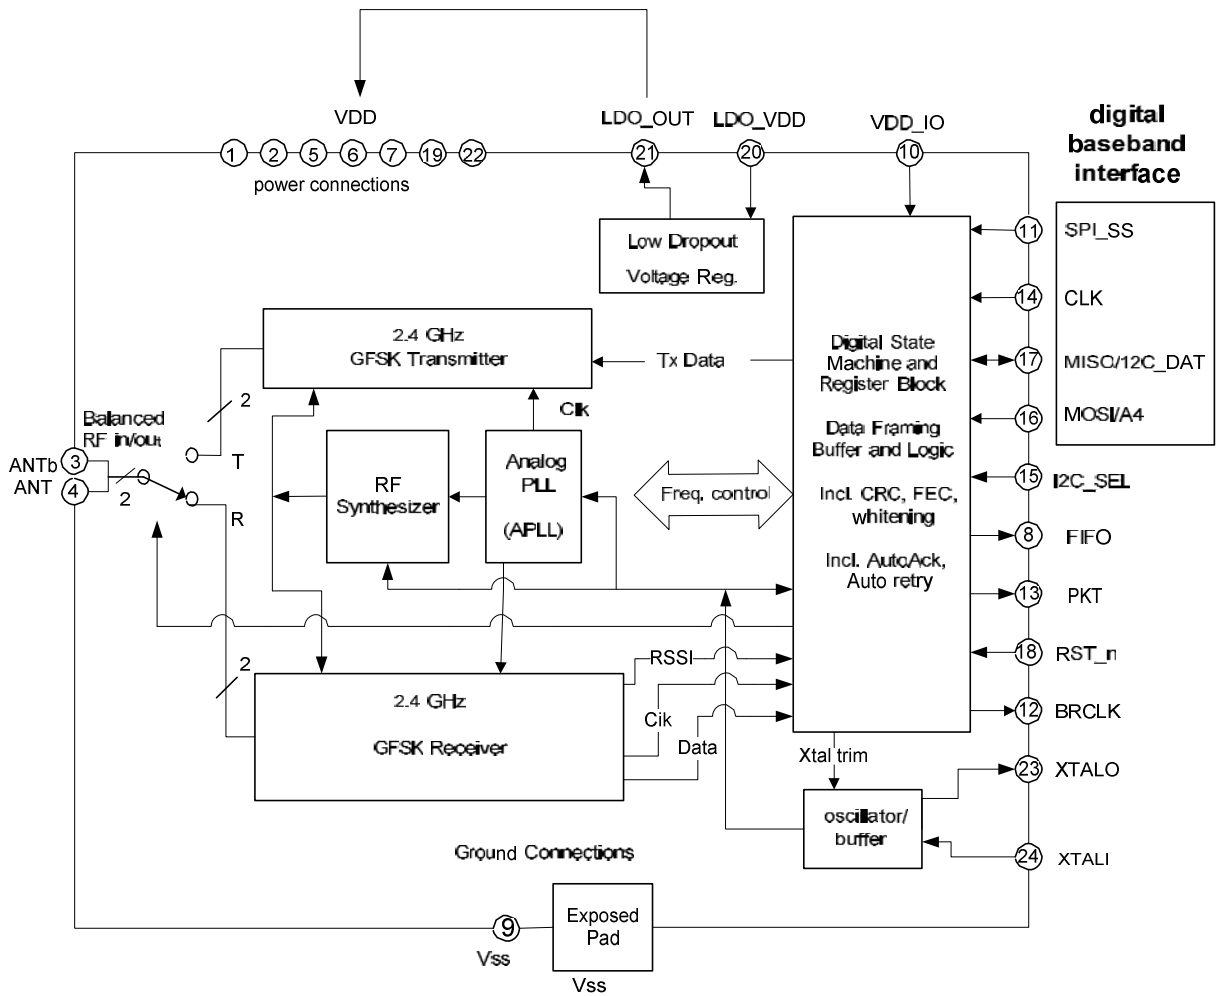 VDD
LDO_OUT
LDO_VDD
VDD_IO
digital
baseband
interface
1
2
5
6
7
19
22
21
20
10
power connections
Low Dropout
Voltage Reg.
11
SPI_SS
14
CLK
17
MISO/12C_DAT
16
MOSI/A4
15
I2C_SEL
8
FIFO
13
PKT
18
RST_n
12
BRCLK
23
XTALO
24
XTALI
2.4 GHz
GFSK Transmitter
Tx Data
Digital State
Machine and
Register Block
Data Framing
Buffer and Logic
Incl. CRC, FEC,
whitening
Incl. AutoAck,
Auto retry
2
Clk
Balanced
RF in/out
ANTb
3
ANT
4
2
T
R
RF
Synthesizer
Analog
PLL
(APLL)
Freq. control
2
2.4 GHz
GFSK Receiver
RSSI
Cik
Data
Xtal trim
oscillator/
buffer
Ground Connections
9
Vss
Exposed
Pad
Vss